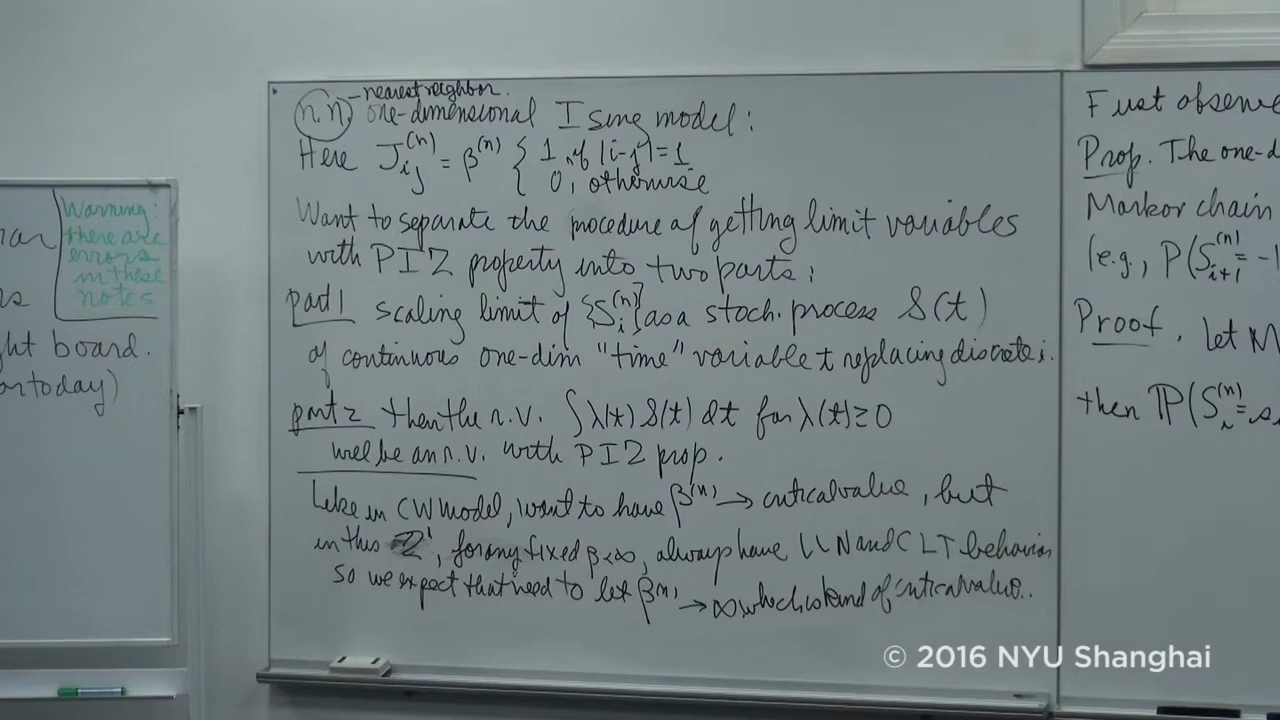 Warning:
there are
errors
in these
notes
ht board.
or today)
nearest neighbor.
n.n. one-dimensional Ising model:
Here J_{ij}^{(n)} = β^{(n)} { 1 if |i-j|=1
0, otherwise
Want to separate the procedure of getting limit variables
with PIZ property into two parts:
part 1 scaling limit of {S_i^{(n)}} as a stoch. process S(t)
of continuous one-dim "time" variable t replacing discrete i.
part 2 then the r.v. ∫λ(t) S(t) dt for λ(t) ≥ 0
will be an r.v. with PIZ prop.
Like in CW model, want to have β^{(n)} → critical value, but
in this Z^1, for any fixed β<∞, always have LLN and CLT behavior
So we expect that need to let β^{(n)} → ∞, which is kind of critical value..
First observe
Prop. The one-d
Markov chain
(e.g., P(S_{i+1}^{(n)} = -1
Proof. Let M
then ℙ(S_i^{(n)} = s
© 2016 NYU Shanghai